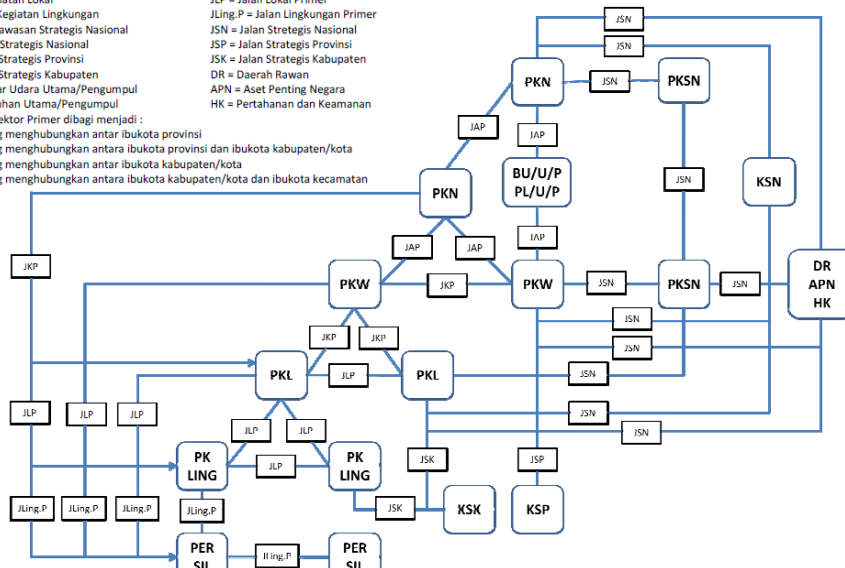 JLP = Jalan Lokal Primer
Kegiatan Lingkungan JLing.P = Jalan Lingkungan Primer
awasan Strategis Nasional JSN = Jalan Stretegis Nasional
Strategis Nasional JSP = Jalan Strategis Provinsi
Strategis Provinsi JSK = Jalan Strategis Kabupaten
Strategis Kabupaten DR = Daerah Rawan
ar Udara Utama/Pengumpul APN = Aset Penting Negara
uhan Utama/Pengumpul HK = Pertahanan dan Keamanan
ektor Primer dibagi menjadi :
g menghubungkan antar ibukota provinsi
g menghubungkan antara ibukota provinsi dan ibukota kabupaten/kota
g menghubungkan antar ibukota kabupaten/kota
g menghubungkan antara ibukota kabupaten/kota dan ibukota kecamatan
JSN
JSN
PKN
JSN
PKSN
JAP
JAP
BU/U/P
PL/U/P
JSN
KSN
PKN
JAP
JAP
JAP
JKP
PKW
JKP
PKW
JSN
PKSN
JSN
DR
APN
HK
JSN
JKP
JKP
JSN
PKL
JLP
PKL
JSN
JLP
JLP
JLP
JSN
JLP
JLP
JSN
PK
LING
JLP
PK
LING
JSK
JSP
JLing.P
JLing.P
JLing.P
JLing.P
JSK
KSK
KSP
PER
SIL
JLing.P
PER
SIL